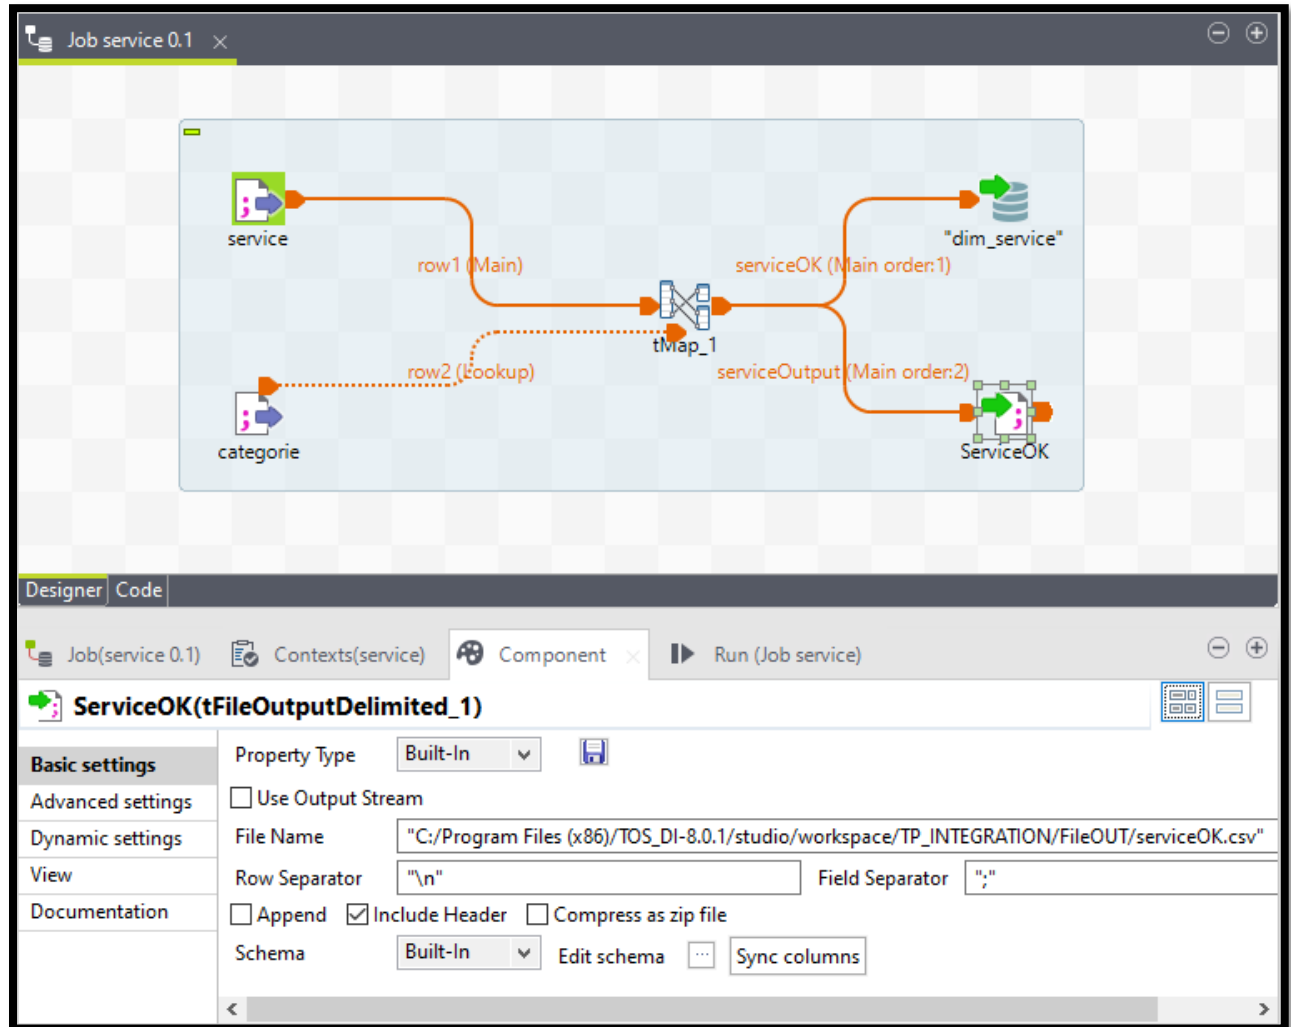 Job service 0.1
service
"dim_service"
row1 (Main)
serviceOK (Main order:1)
tMap_1
row2 (Lookup)
serviceOutput (Main order:2)
categorie
ServiceOK
Designer
Code
Job(service 0.1)
Contexts(service)
Component
Run (Job service)
ServiceOK(tFileOutputDelimited_1)
Basic settings
Advanced settings
Dynamic settings
View
Documentation
Property Type
Built-In
Use Output Stream
File Name
"C:/Program Files (x86)/TOS_DI-8.0.1/studio/workspace/TP_INTEGRATION/FileOUT/serviceOK.csv"
Row Separator
"\n"
Field Separator
";"
Append
Include Header
Compress as zip file
Schema
Built-In
Edit schema
...
Sync columns